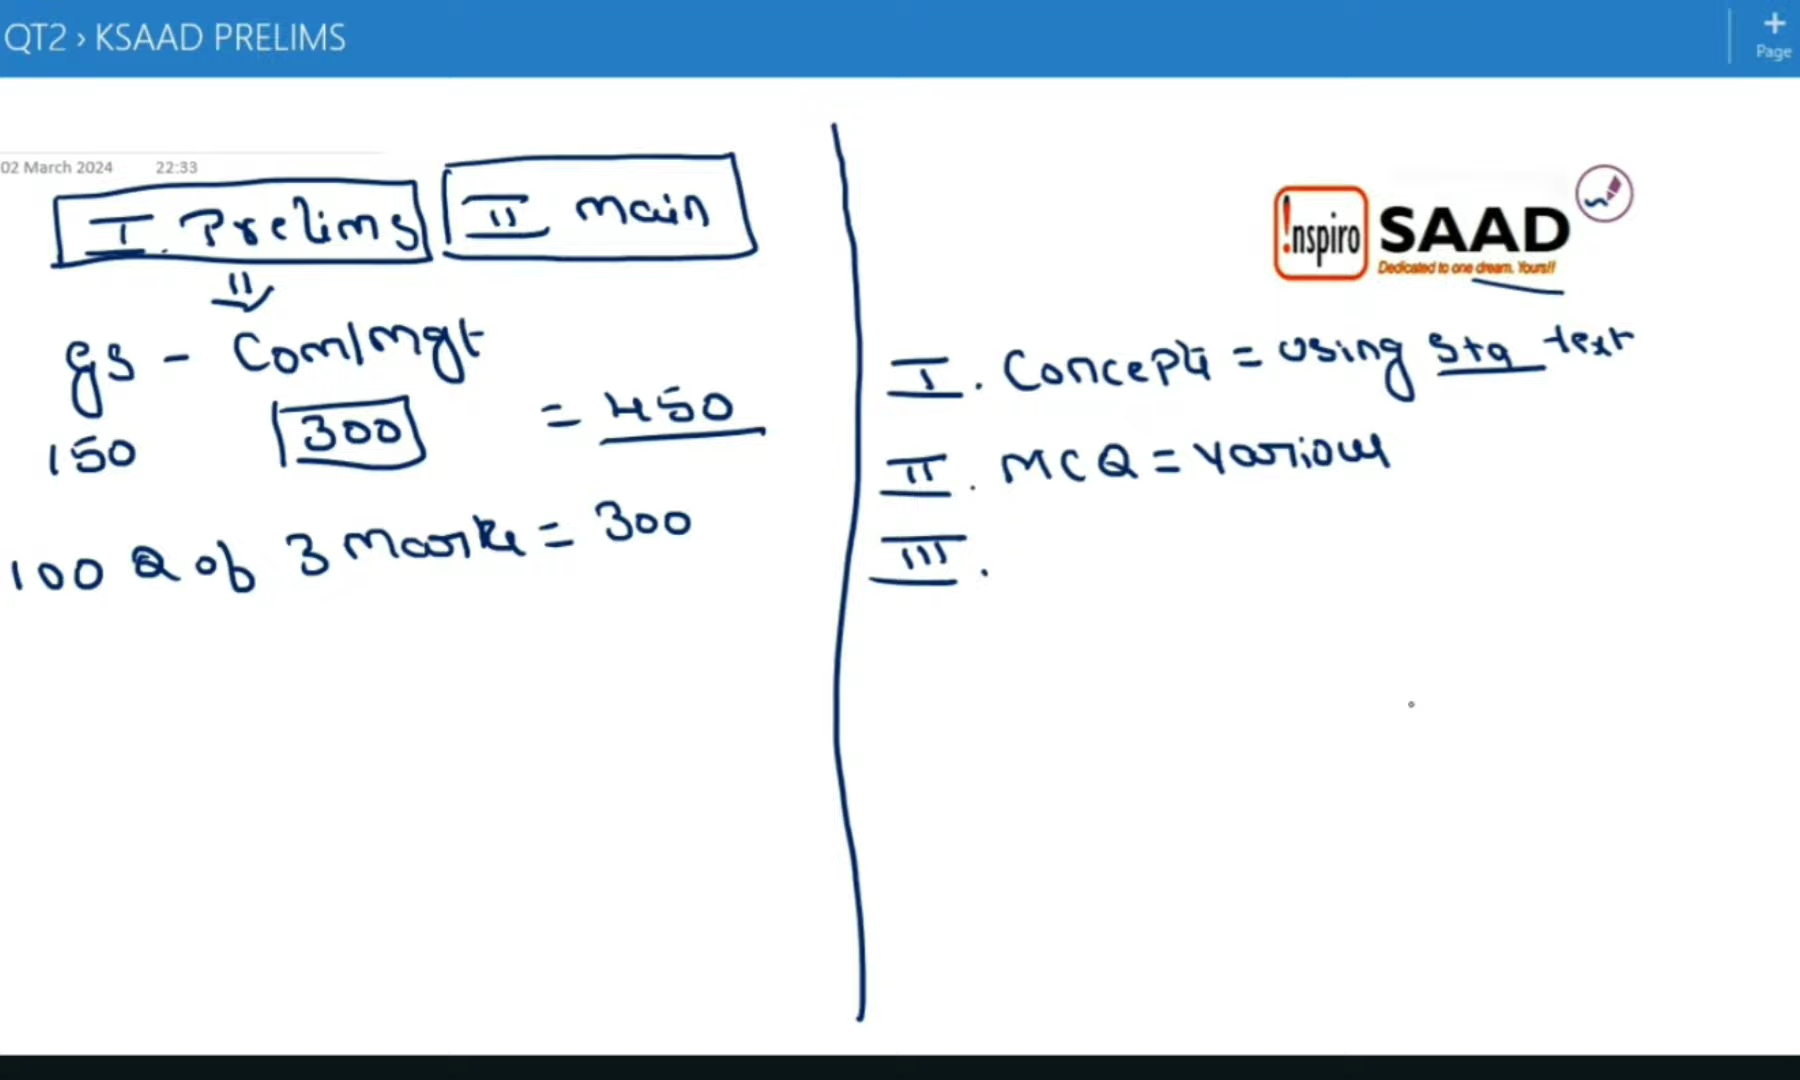 QT2 › KSAAD PRELIMS
+
Page
02 March 2024 22:33
I. Prelims II main
GS - Com/Mgt
150 300 = 450
100 Q of 3 Marks = 300
!nspiro SAAD
Dedicated to one dream. Yours!!
I. Concepts = using Std text
II. MCQ = various
III.